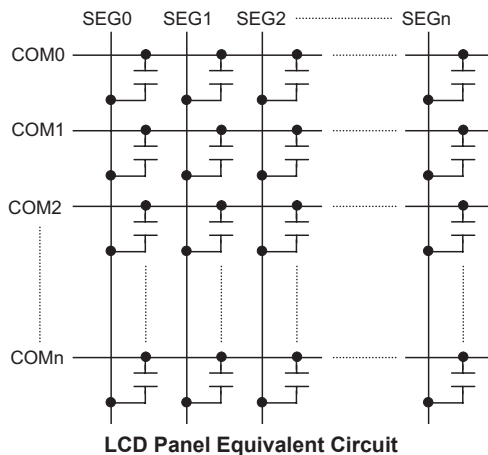 SEG0 SEG1 SEG2 SEGn
COM0
COM1
COM2
COMn
LCD Panel Equivalent Circuit